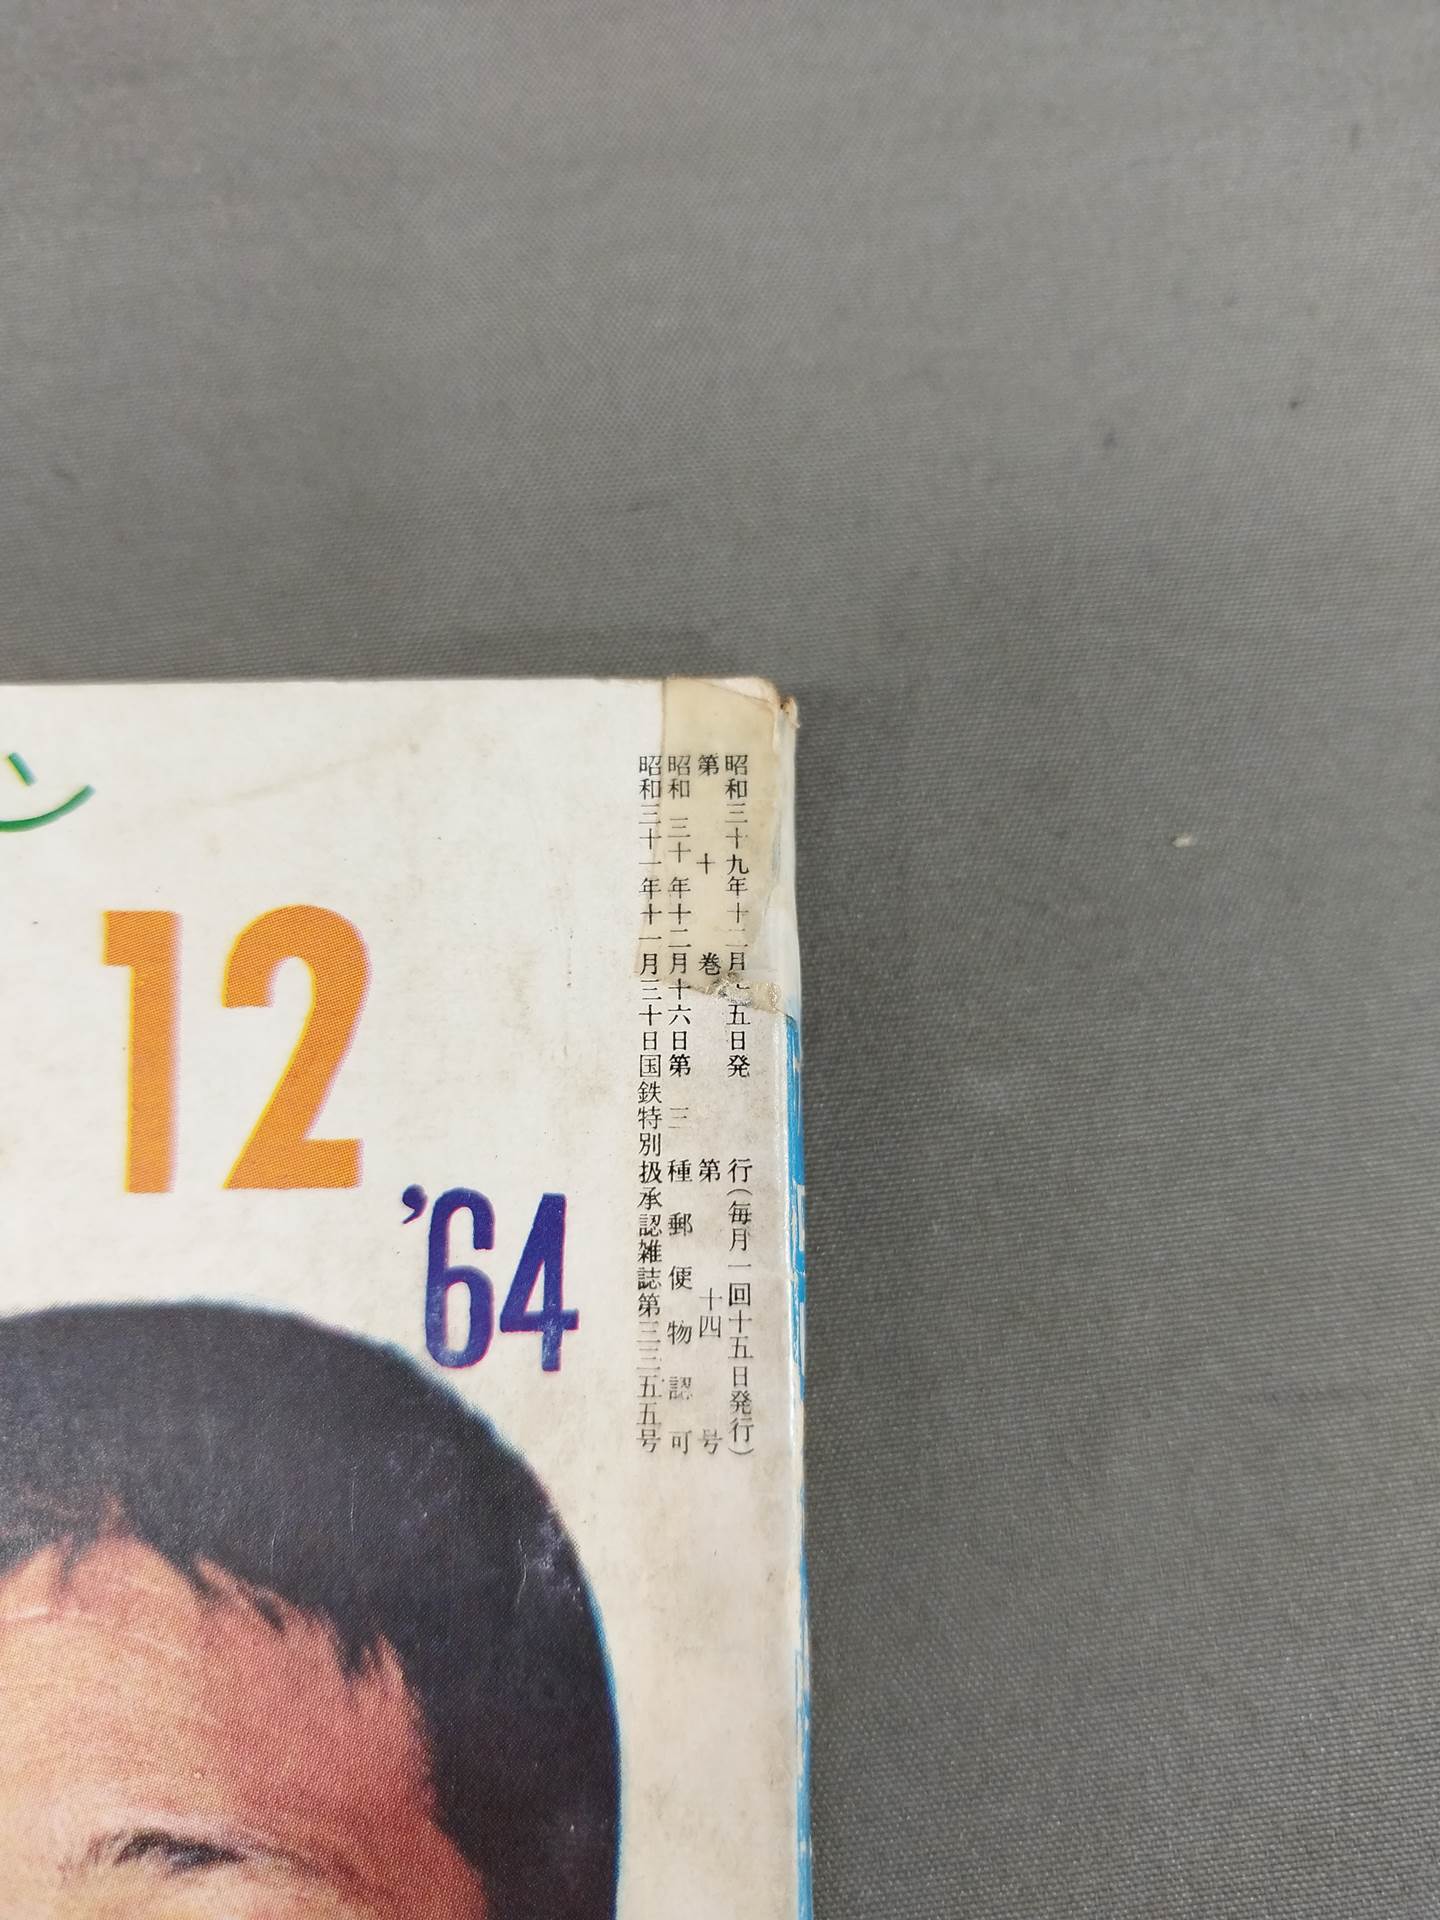 ン
12
'64
昭和三十九年十二月十五日発行(毎月一回十五日発行)
第十巻第十四号
昭和三十年十二月十六日第三種郵便物認可
昭和三十一年十一月三十日国鉄特別扱承認雑誌第三三五五号